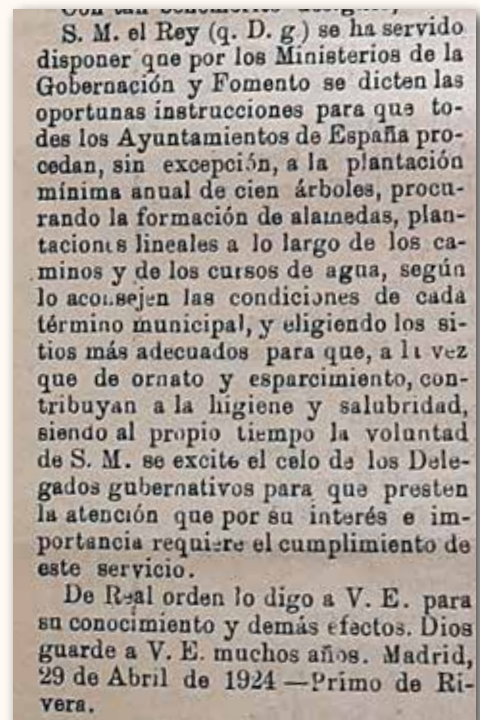 Con tan
S. M. el Rey (q. D. g.) se ha servido
disponer que por los Ministerios de la
Gobernación y Fomento se dicten las
oportunas instrucciones para que to-
des los Ayuntamientos de España pro-
cedan, sin excepción, a la plantación
mínima anual de cien árboles, procu-
rando la formación de alamedas, plan-
taciones lineales a lo largo de los ca-
minos y de los cursos de agua, según
lo aconsejen las condiciones de cada
término municipal, y eligiendo los si-
tios más adecuados para que, a la vez
que de ornato y esparcimiento, con-
tribuyan a la higiene y salubridad,
siendo al propio tiempo la voluntad
de S. M. se excite el celo de los Dele-
gados gubernativos para que presten
la atención que por su interés e im-
portancia requiere el cumplimiento de
este servicio.
De Real orden lo digo a V. E. para
su conocimiento y demás efectos. Dios
guarde a V. E. muchos años. Madrid,
29 de Abril de 1924 —Primo de Ri-
vera.